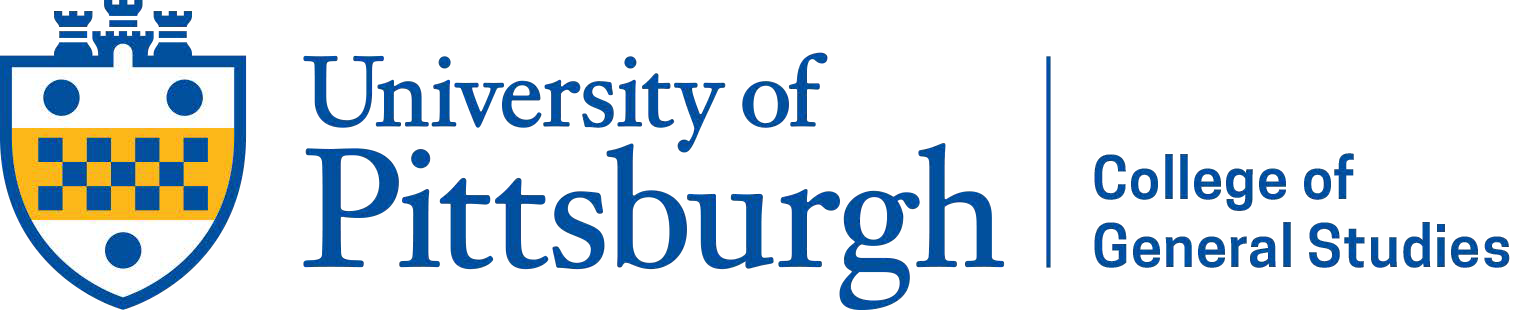 University of
Pittsburgh
College of
General Studies